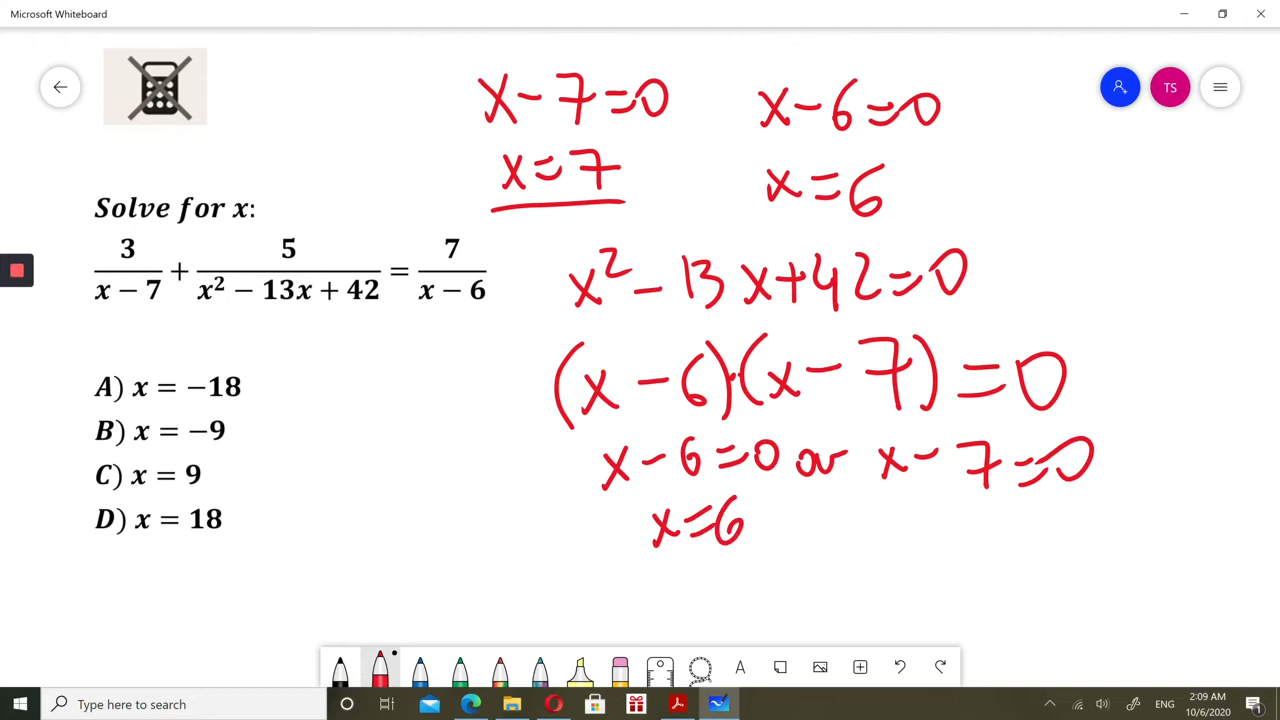 Microsoft Whiteboard
TS
x - 7 = 0
x = 7
x - 6 = 0
x = 6
Solve for x:
3/(x − 7) + 5/(x² − 13x + 42) = 7/(x − 6)
A) x = −18
B) x = −9
C) x = 9
D) x = 18
x² - 13x + 42 = 0
(x - 6)·(x - 7) = 0
x - 6 = 0 or x - 7 = 0
x = 6
A
Type here to search
ENG
2:09 AM
10/6/2020
1